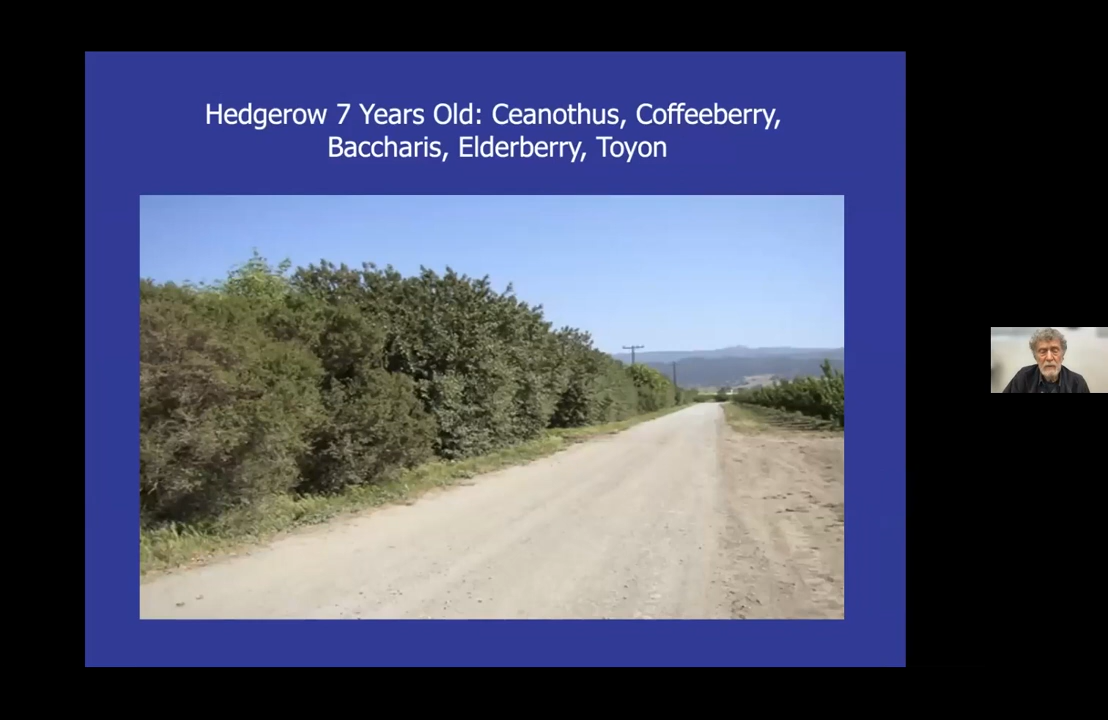 Hedgerow 7 Years Old: Ceanothus, Coffeeberry,
Baccharis, Elderberry, Toyon